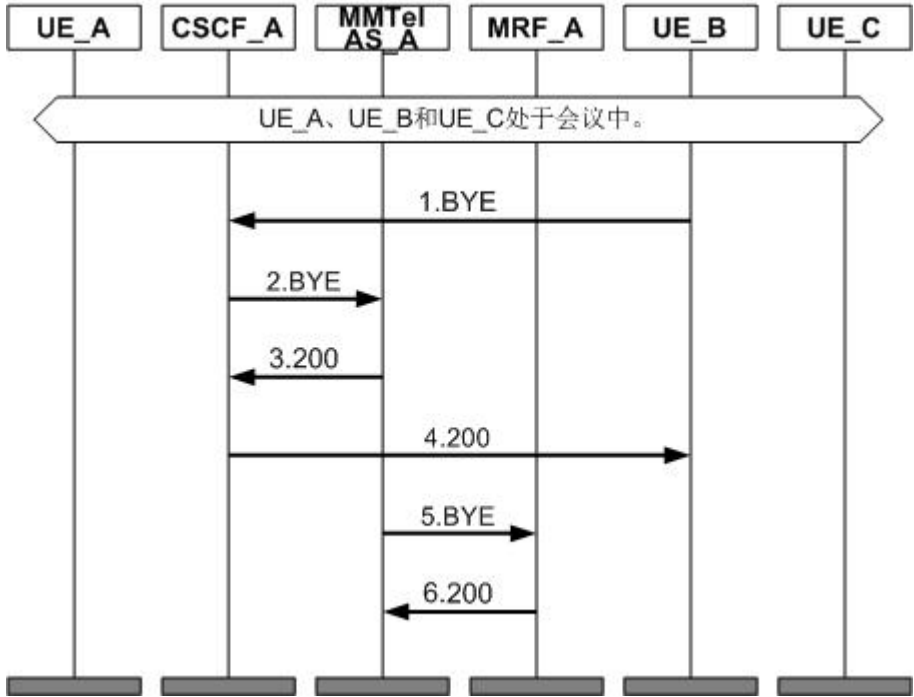 UE_A
CSCF_A
MMTel
AS_A
MRF_A
UE_B
UE_C
UE_A、UE_B和UE_C处于会议中。
1.BYE
2.BYE
3.200
4.200
5.BYE
6.200